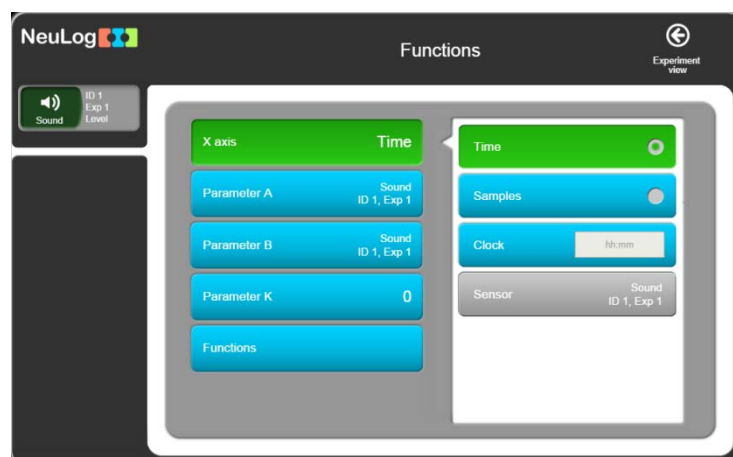 NeuLog
Functions
Experiment
view
Sound
ID 1
Exp 1
Level
X axis Time
Parameter A Sound
ID 1, Exp 1
Parameter B Sound
ID 1, Exp 1
Parameter K 0
Functions
Time
Samples
Clock hh:mm
Sensor Sound
ID 1, Exp 1